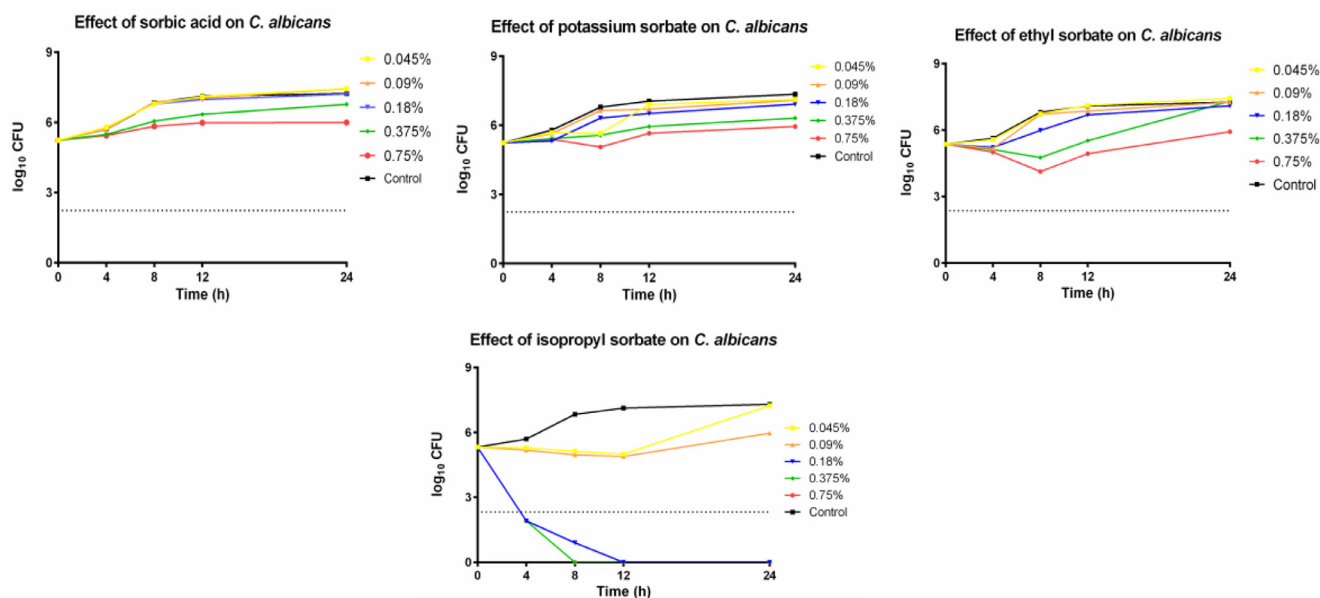 Effect of sorbic acid on C. albicans
9
6
3
0
log10 CFU
0 4 8 12 24
Time (h)
0.045%
0.09%
0.18%
0.375%
0.75%
Control
Effect of potassium sorbate on C. albicans
9
6
3
0
log10 CFU
0 4 8 12 24
Time (h)
0.045%
0.09%
0.18%
0.375%
0.75%
Control
Effect of ethyl sorbate on C. albicans
9
6
3
0
log10 CFU
0 4 8 12 24
Time (h)
0.045%
0.09%
0.18%
0.375%
0.75%
Control
Effect of isopropyl sorbate on C. albicans
9
6
3
0
log10 CFU
0 4 8 12 24
Time (h)
0.045%
0.09%
0.18%
0.375%
0.75%
Control